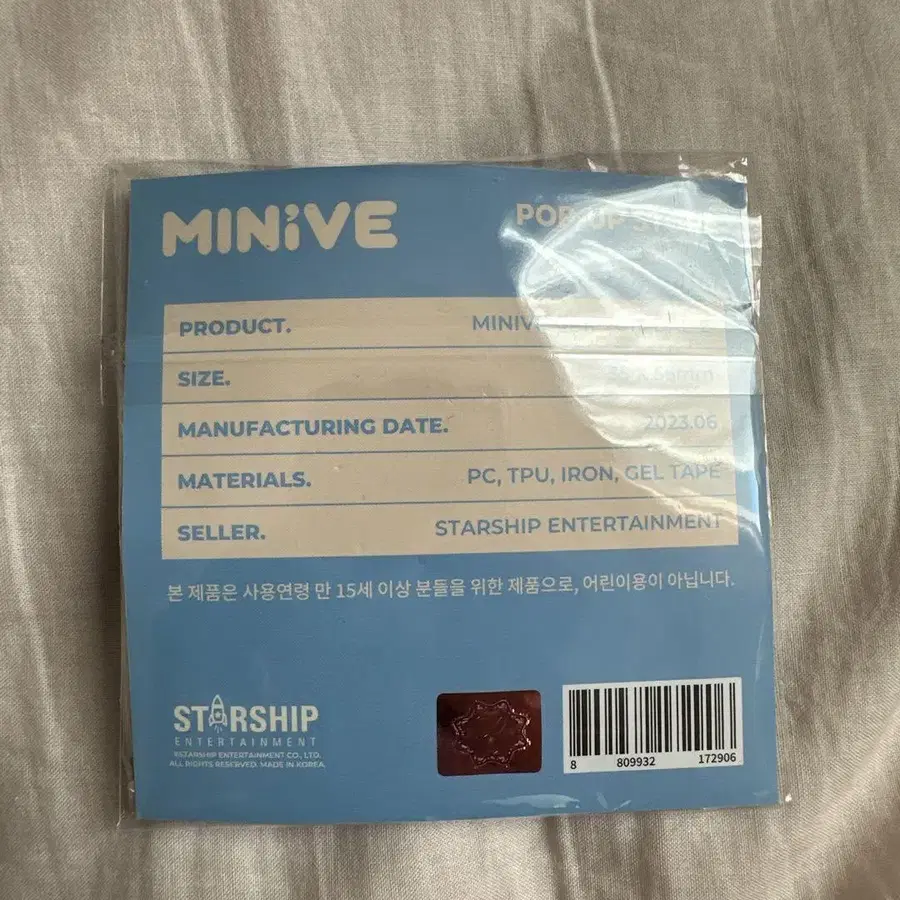 MINiVE
PRODUCT.
SIZE.
MANUFACTURING DATE. 2023.06
MATERIALS. PC, TPU, IRON, GEL TAPE
SELLER. STARSHIP ENTERTAINMENT
본 제품은 사용연령 만 15세 이상 분들을 위한 제품으로, 어린이용이 아닙니다.
STARSHIP
ENTERTAINMENT
©STARSHIP ENTERTAINMENT CO., LTD.
ALL RIGHTS RESERVED. MADE IN KOREA.
8 809932 172906